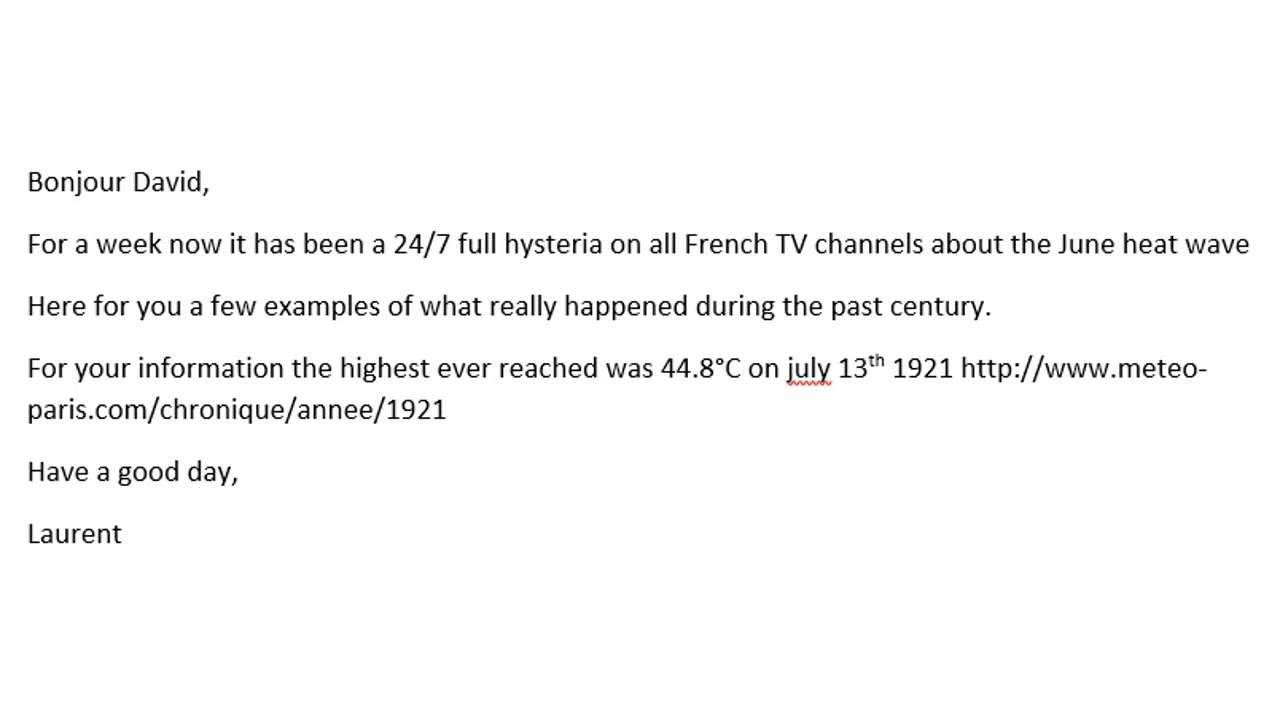 Bonjour David,
For a week now it has been a 24/7 full hysteria on all French TV channels about the June heat wave
Here for you a few examples of what really happened during the past century.
For your information the highest ever reached was 44.8°C on july 13th 1921 http://www.meteo-
paris.com/chronique/annee/1921
Have a good day,
Laurent